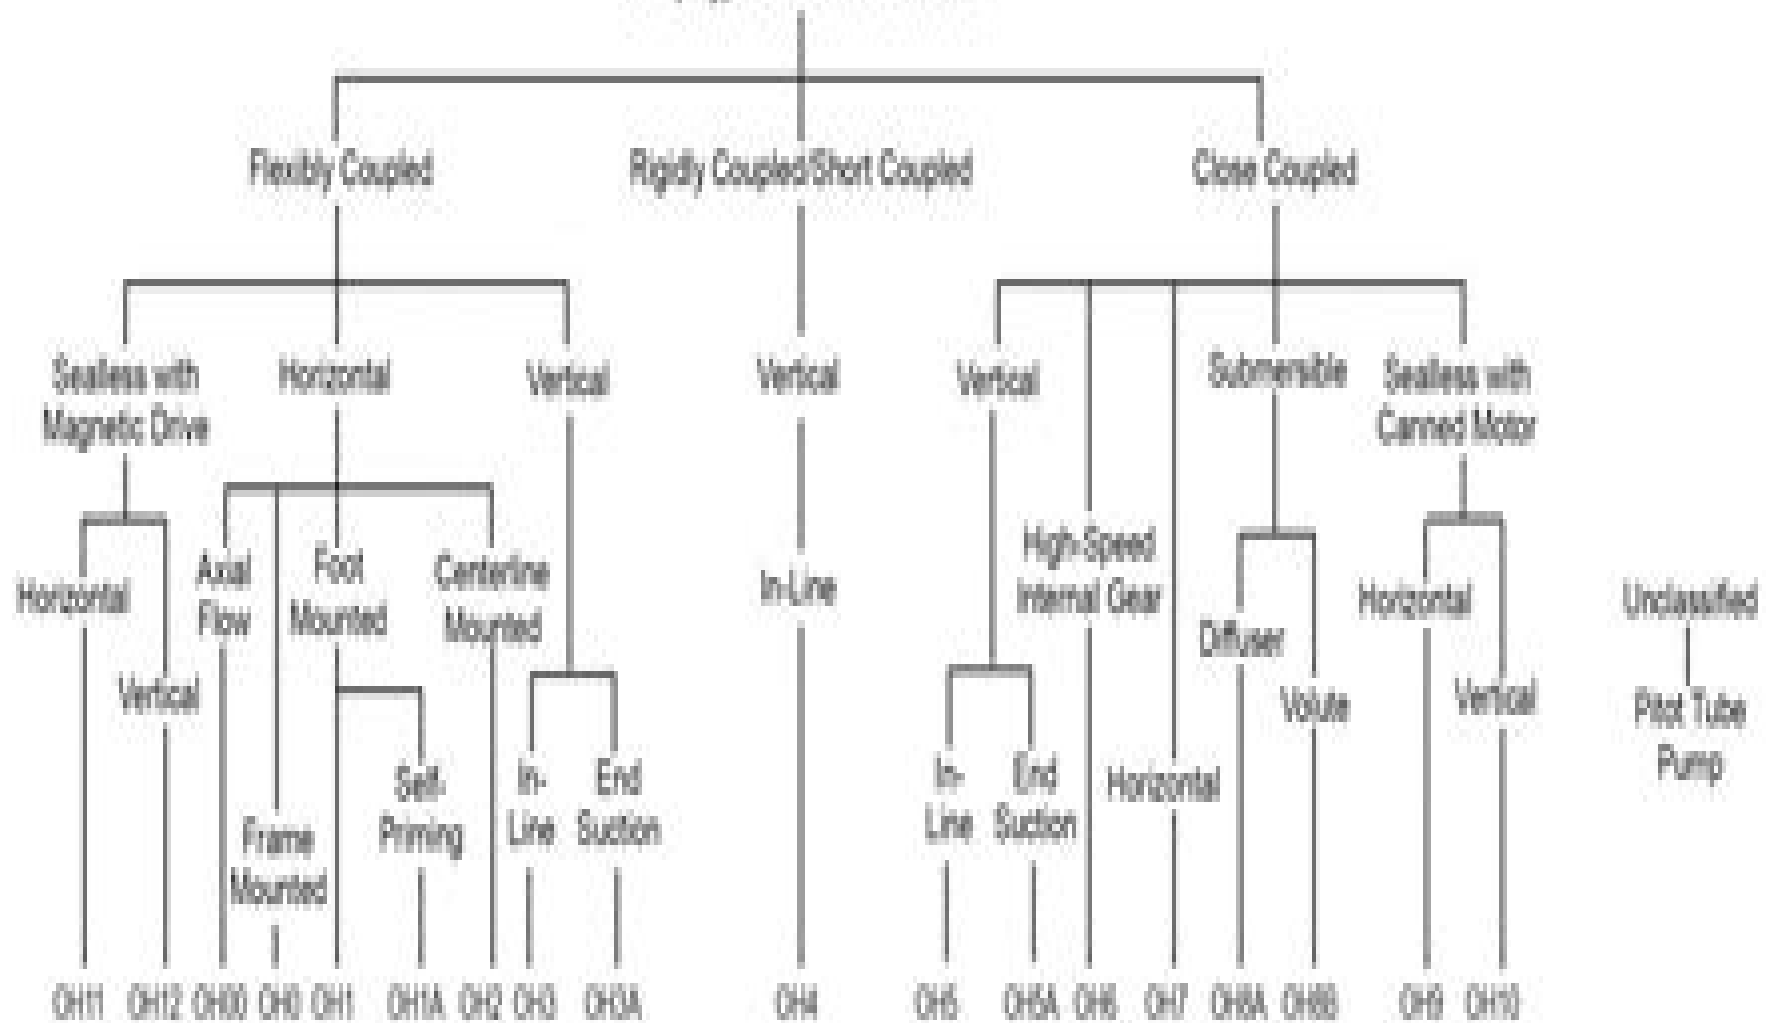 Flexibly Coupled
Rigidly Coupled/Short Coupled
Close Coupled
Sealless with
Magnetic Drive
Horizontal
Vertical
Vertical
Vertical
Submersible
Sealless with
Canned Motor
Horizontal
Vertical
Axial
Flow
Foot
Mounted
Centerline
Mounted
In-Line
High-Speed
Internal Gear
Diffuser
Volute
Horizontal
Vertical
Unclassified
Pitot Tube
Pump
Frame
Mounted
Self-
Priming
In-
Line
End
Suction
In-
Line
End
Suction
Horizontal
OH11 OH12 OH00 OH0 OH1 OH1A OH2 OH3 OH3A OH4 OH5 OH5A OH6 OH7 OH8A OH8B OH9 OH10